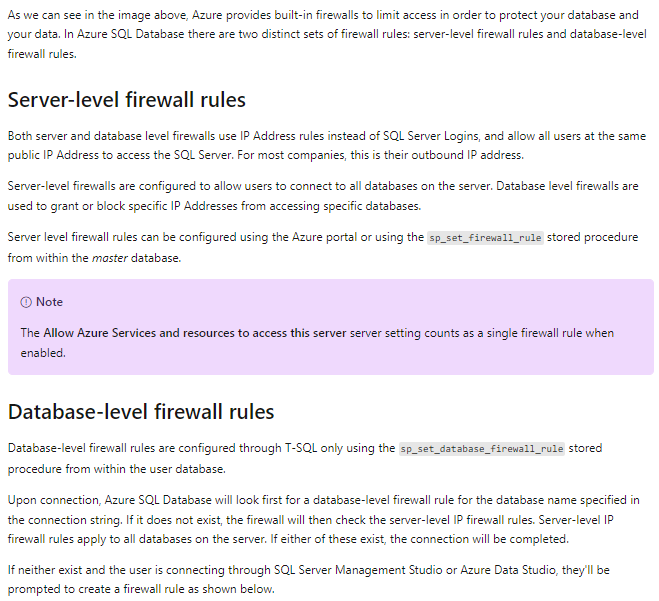 As we can see in the image above, Azure provides built-in firewalls to limit access in order to protect your database and
your data. In Azure SQL Database there are two distinct sets of firewall rules: server-level firewall rules and database-level
firewall rules.
Server-level firewall rules
Both server and database level firewalls use IP Address rules instead of SQL Server Logins, and allow all users at the same
public IP Address to access the SQL Server. For most companies, this is their outbound IP address.
Server-level firewalls are configured to allow users to connect to all databases on the server. Database level firewalls are
used to grant or block specific IP Addresses from accessing specific databases.
Server level firewall rules can be configured using the Azure portal or using the sp_set_firewall_rule stored procedure
from within the master database.
Note
The Allow Azure Services and resources to access this server server setting counts as a single firewall rule when
enabled.
Database-level firewall rules
Database-level firewall rules are configured through T-SQL only using the sp_set_database_firewall_rule stored
procedure from within the user database.
Upon connection, Azure SQL Database will look first for a database-level firewall rule for the database name specified in
the connection string. If it does not exist, the firewall will then check the server-level IP firewall rules. Server-level IP
firewall rules apply to all databases on the server. If either of these exist, the connection will be completed.
If neither exist and the user is connecting through SQL Server Management Studio or Azure Data Studio, they'll be
prompted to create a firewall rule as shown below.